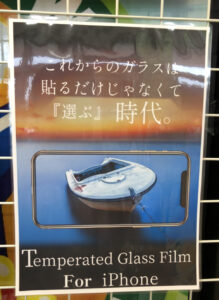 これからのガラスは
貼るだけじゃなくて
『選ぶ』 時代。
Temperated Glass Film
For iPhone